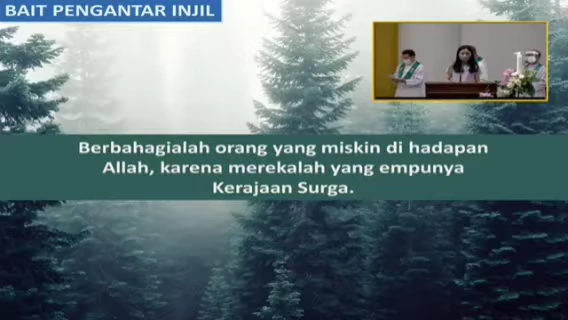 BAIT PENGANTAR INJIL
Berbahagialah orang yang miskin di hadapan
Allah, karena merekalah yang empunya
Kerajaan Surga.